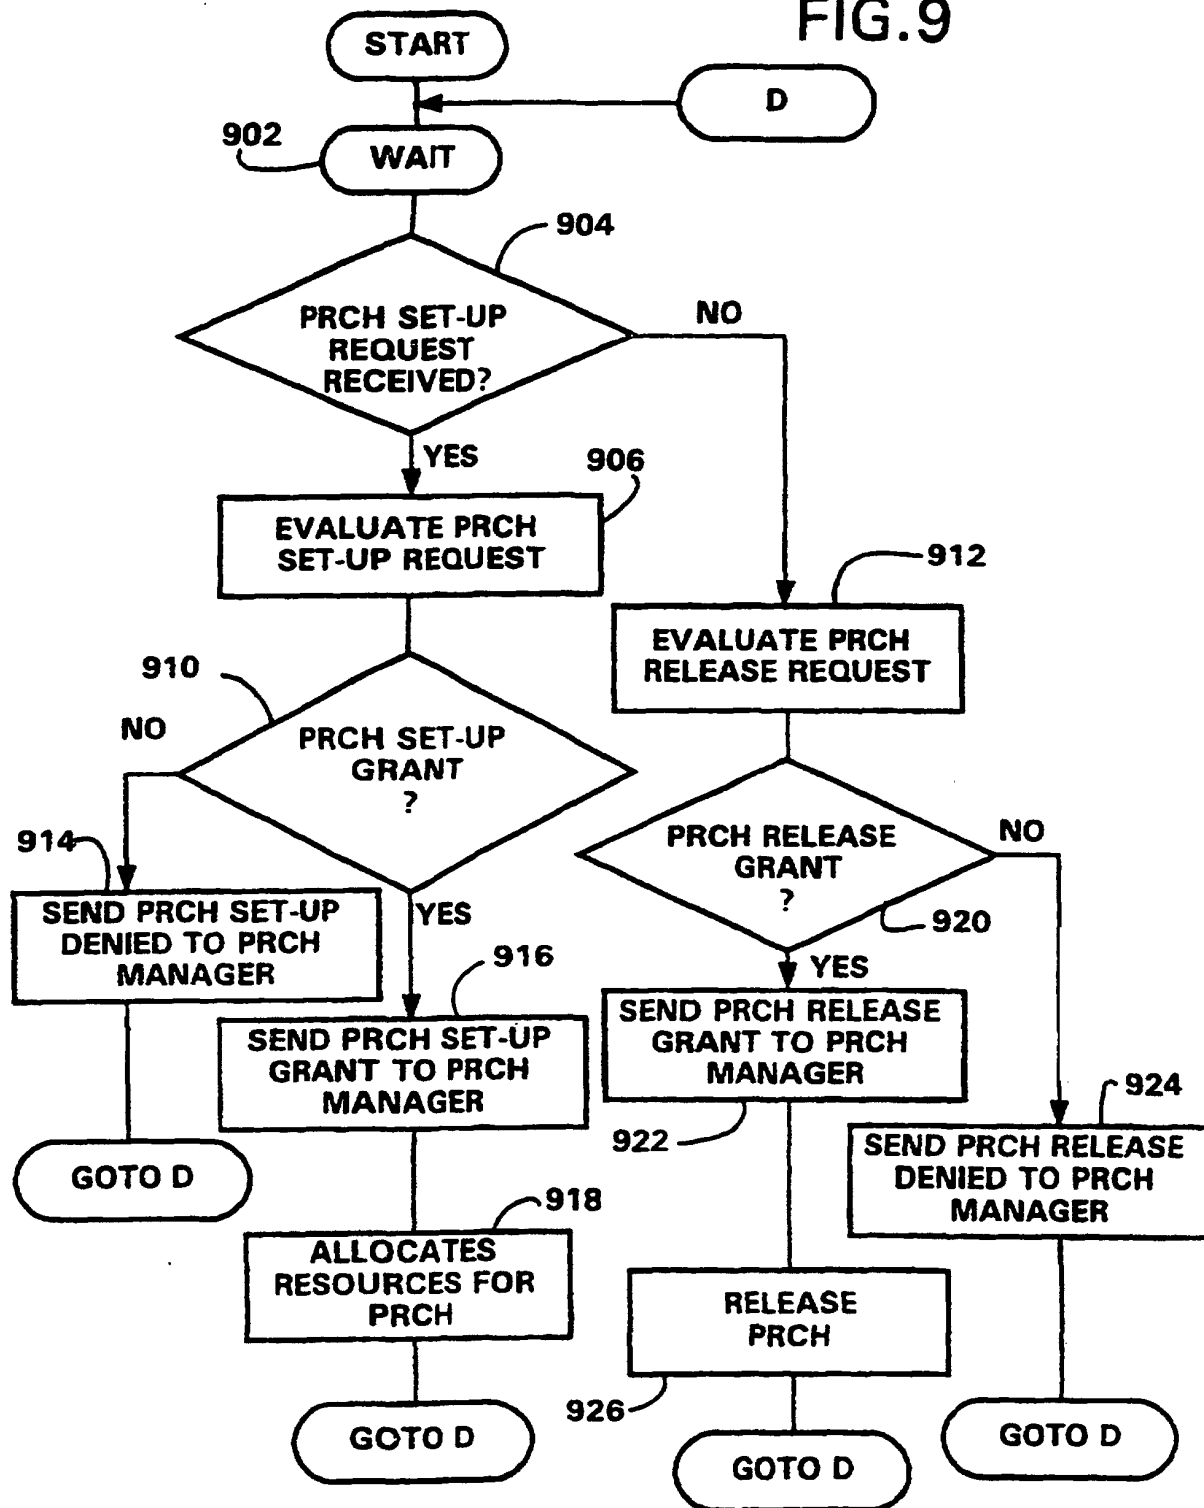 FIG.9
START
D
902
WAIT
904
PRCH SET-UP
REQUEST
RECEIVED?
NO
YES
906
EVALUATE PRCH
SET-UP REQUEST
912
EVALUATE PRCH
RELEASE REQUEST
910
NO
PRCH SET-UP
GRANT
?
914
PRCH RELEASE
GRANT
?
NO
920
SEND PRCH SET-UP
DENIED TO PRCH
MANAGER
YES
916
YES
SEND PRCH SET-UP
GRANT TO PRCH
MANAGER
SEND PRCH RELEASE
GRANT TO PRCH
MANAGER
922
924
SEND PRCH RELEASE
DENIED TO PRCH
MANAGER
GOTO D
918
ALLOCATES
RESOURCES FOR
PRCH
RELEASE
PRCH
926
GOTO D
GOTO D
GOTO D